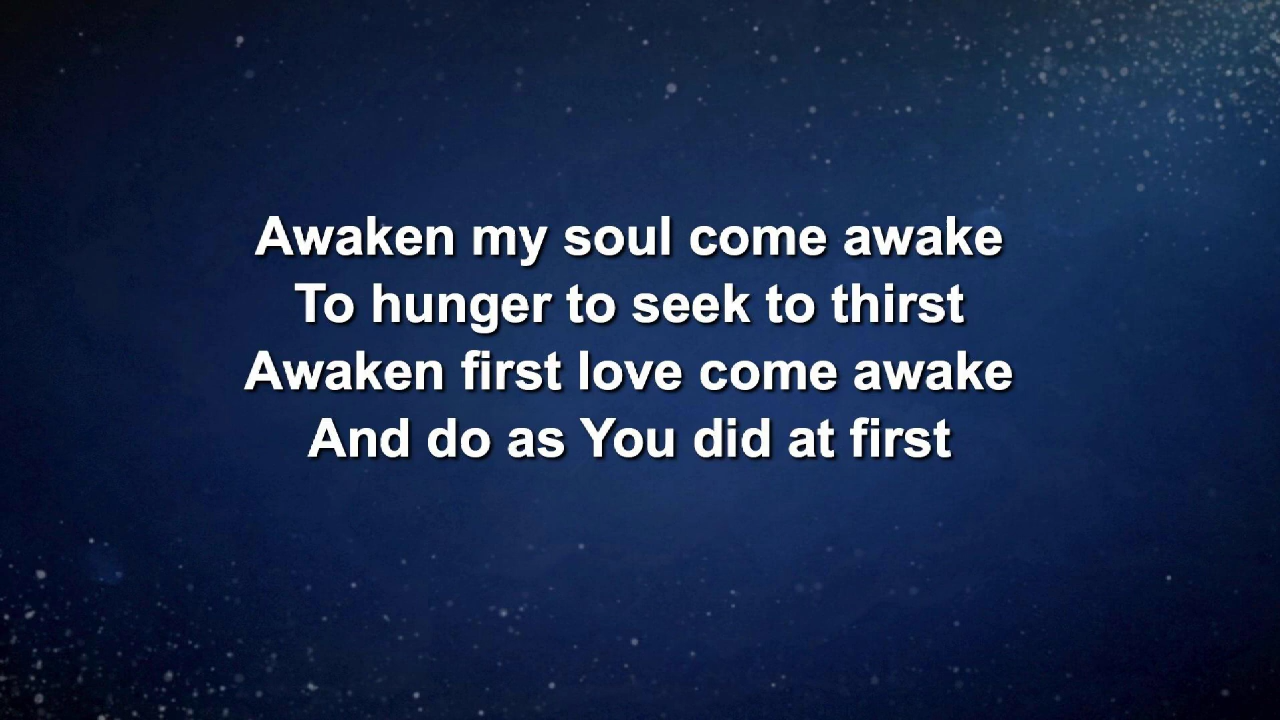 Awaken my soul come awake
To hunger to seek to thirst
Awaken first love come awake
And do as You did at first